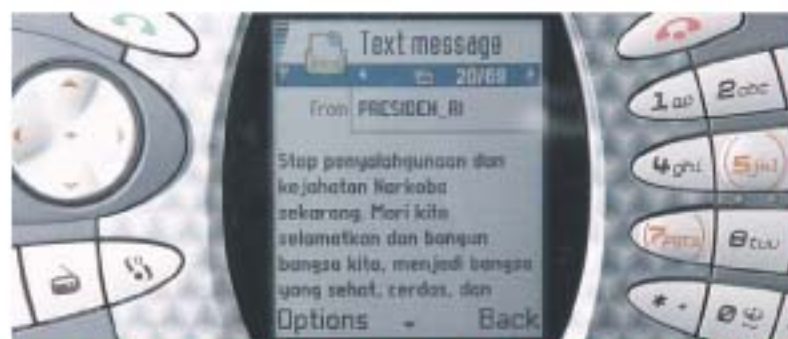 Text message
20/68
From PRESIDEN_RI
Stop penyalahgunaan dan
kejahatan Narkoba
sekarang. Mari kita
selamatkan dan bangun
bangsa kita, menjadi bangsa
yang sehat, cerdas, dan
Options Back
1 2abc
4ghi 5jkl
7pqrs 8tuv
* + 0